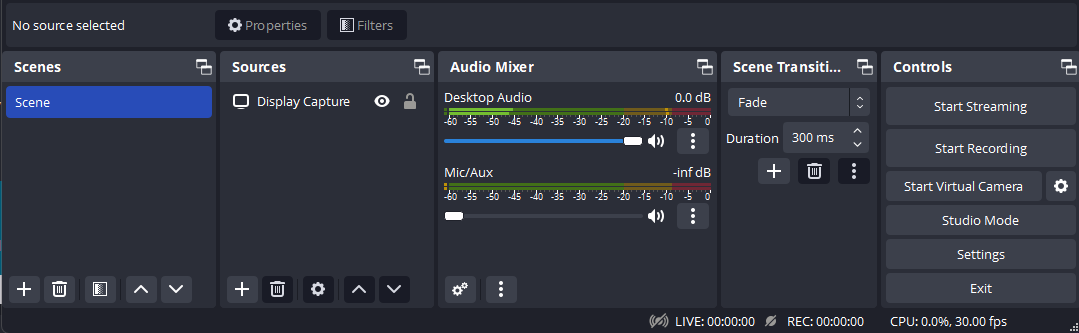 No source selected
Properties
Filters
Scenes
Scene
Sources
Display Capture
Audio Mixer
Desktop Audio 0.0 dB
-60 -55 -50 -45 -40 -35 -30 -25 -20 -15 -10 -5 0
Mic/Aux -inf dB
-60 -55 -50 -45 -40 -35 -30 -25 -20 -15 -10 -5 0
Scene Transiti...
Fade
Duration 300 ms
Controls
Start Streaming
Start Recording
Start Virtual Camera
Studio Mode
Settings
Exit
LIVE: 00:00:00 REC: 00:00:00 CPU: 0.0%, 30.00 fps